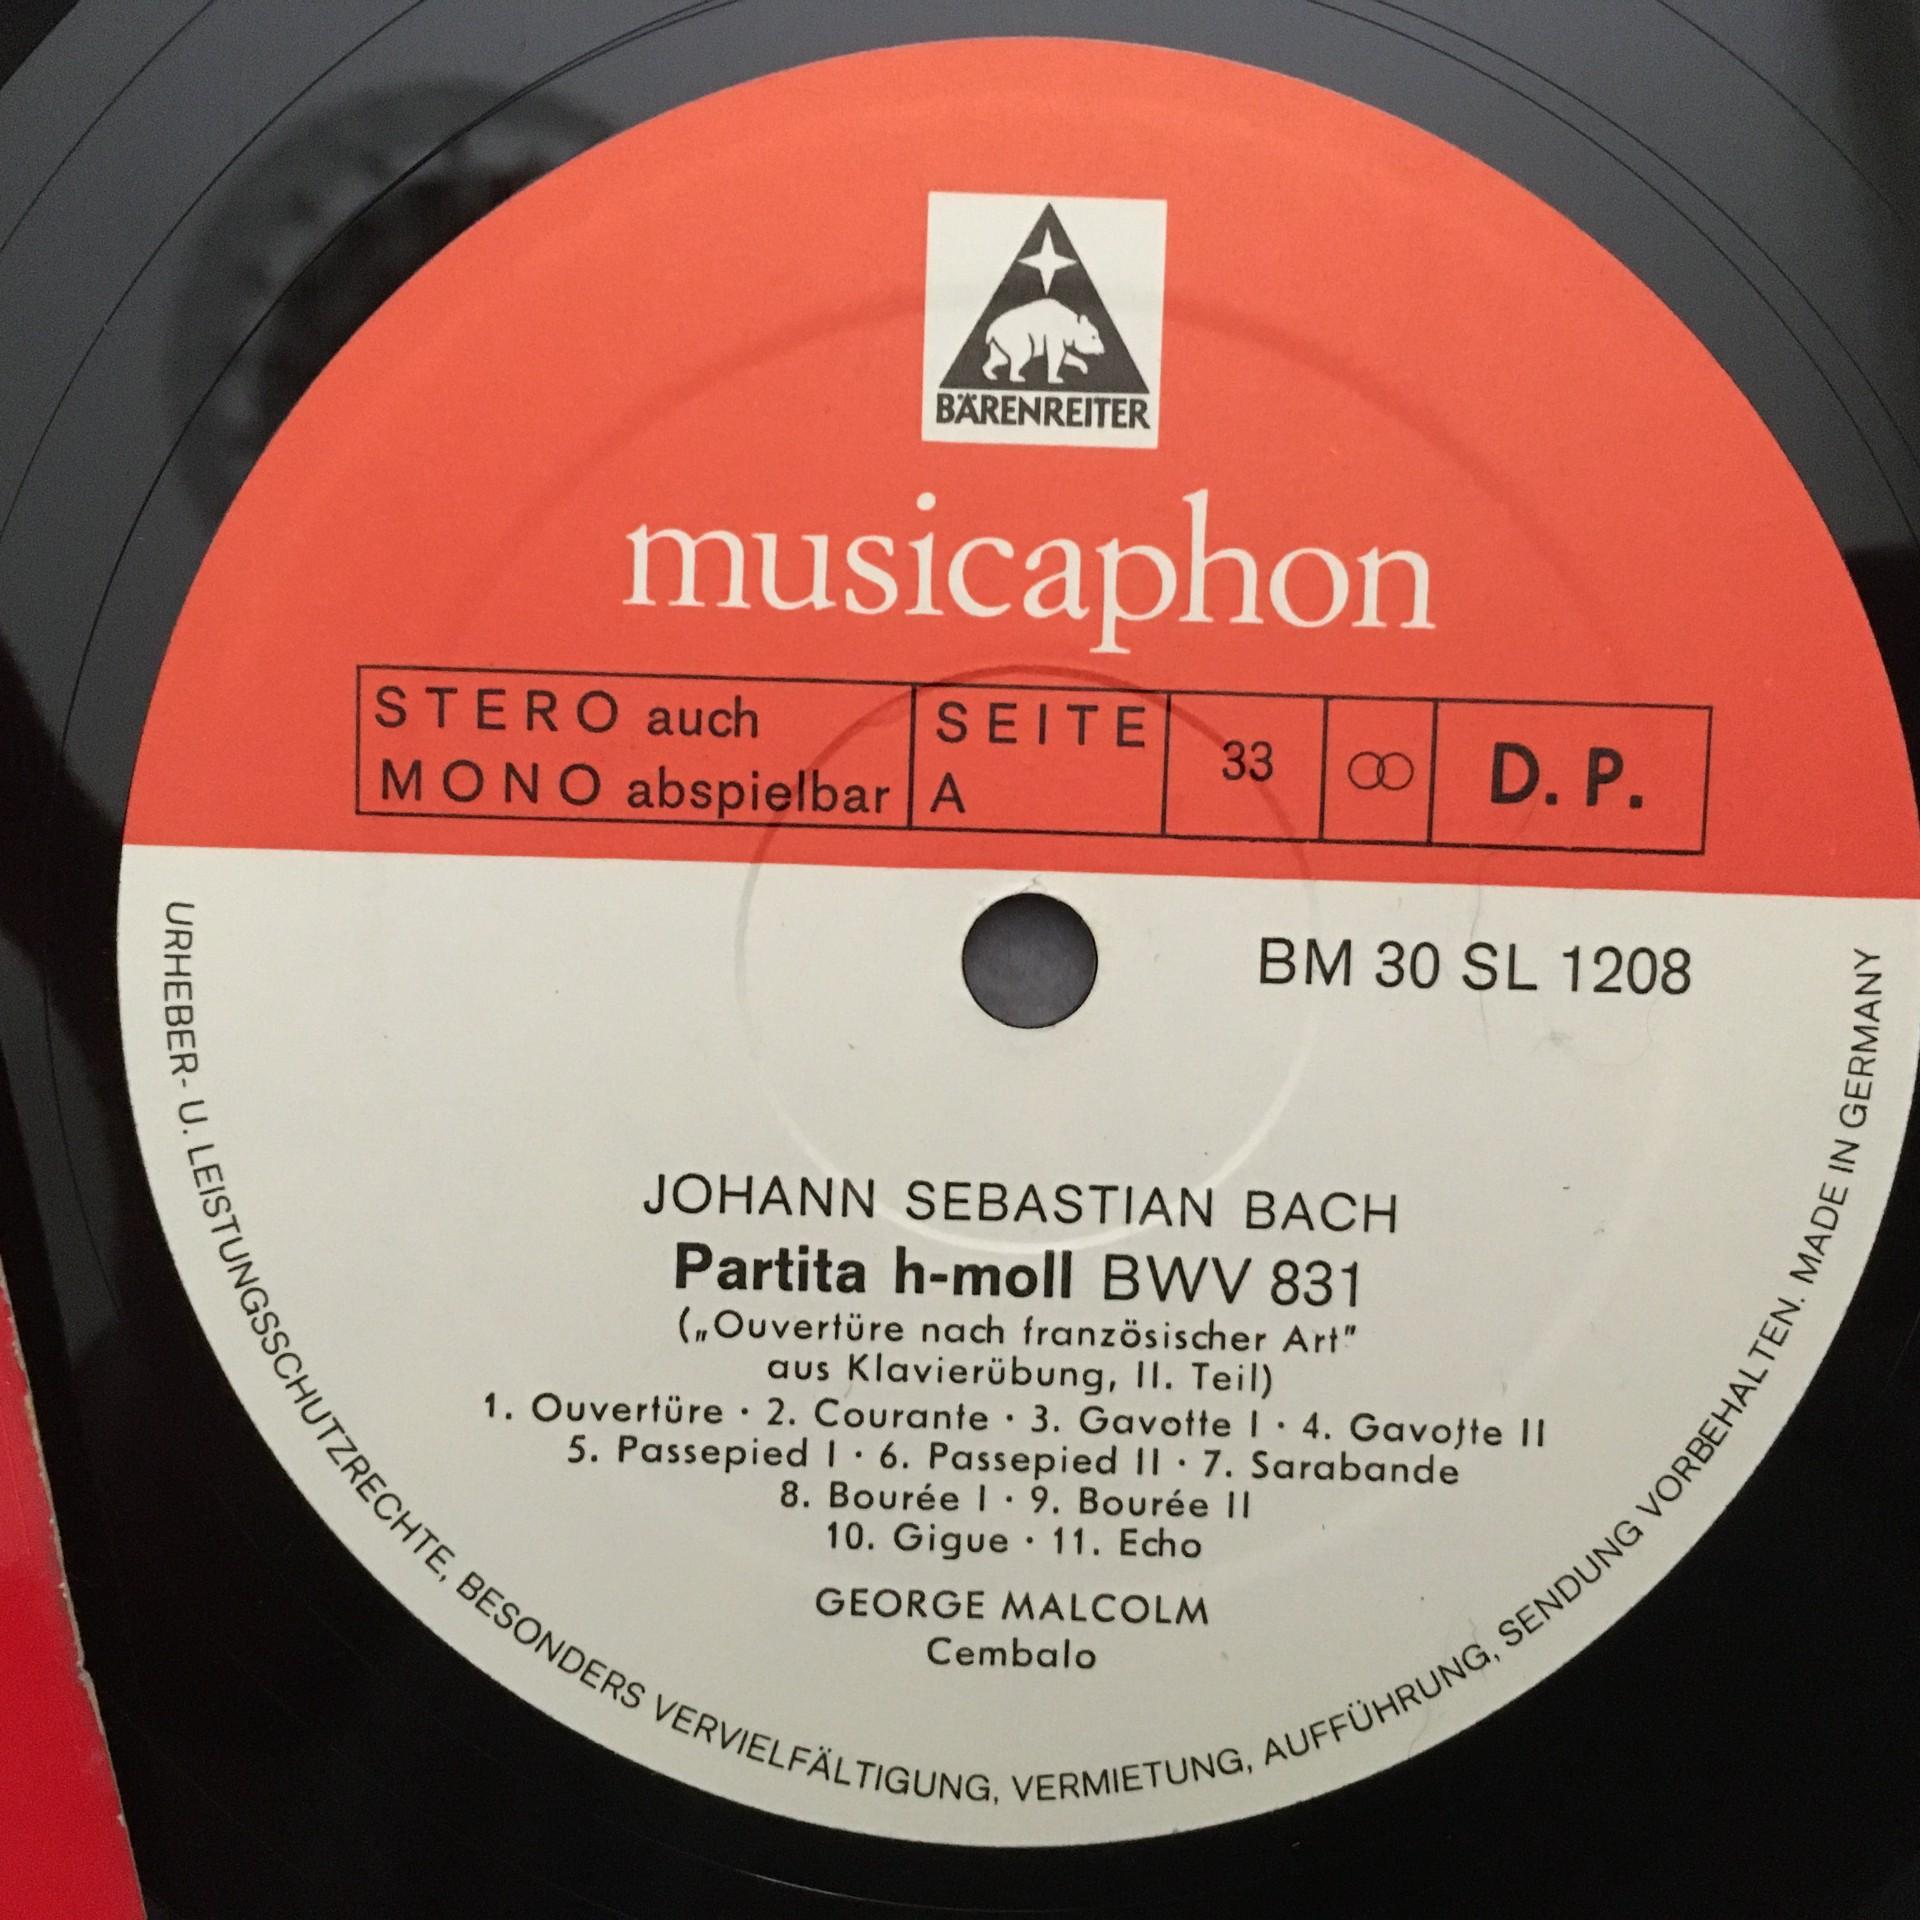 BÄRENREITER
musicaphon
STERO auch
MONO abspielbar
SEITE
A
33
D. P.
BM 30 SL 1208
JOHANN SEBASTIAN BACH
Partita h-moll BWV 831
(„Ouvertüre nach französischer Art"
aus Klavierübung, II. Teil)
1. Ouvertüre · 2. Courante · 3. Gavotte I · 4. Gavotte II
5. Passepied I · 6. Passepied II · 7. Sarabande
8. Bourée I · 9. Bourée II
10. Gigue · 11. Echo
GEORGE MALCOLM
Cembalo
URHEBER- U. LEISTUNGSSCHUTZRECHTE, BESONDERS VERVIELFÄLTIGUNG, VERMIETUNG, AUFFÜHRUNG, SENDUNG VORBEHALTEN. MADE IN GERMANY